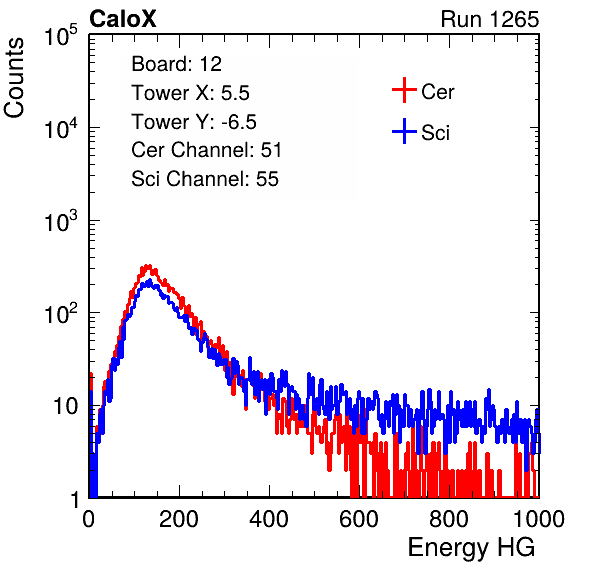 CaloX Run 1265
Counts
Board: 12
Tower X: 5.5
Tower Y: -6.5
Cer Channel: 51
Sci Channel: 55
Cer
Sci
10^5
10^4
10^3
10^2
10
1
0 200 400 600 800 1000
Energy HG